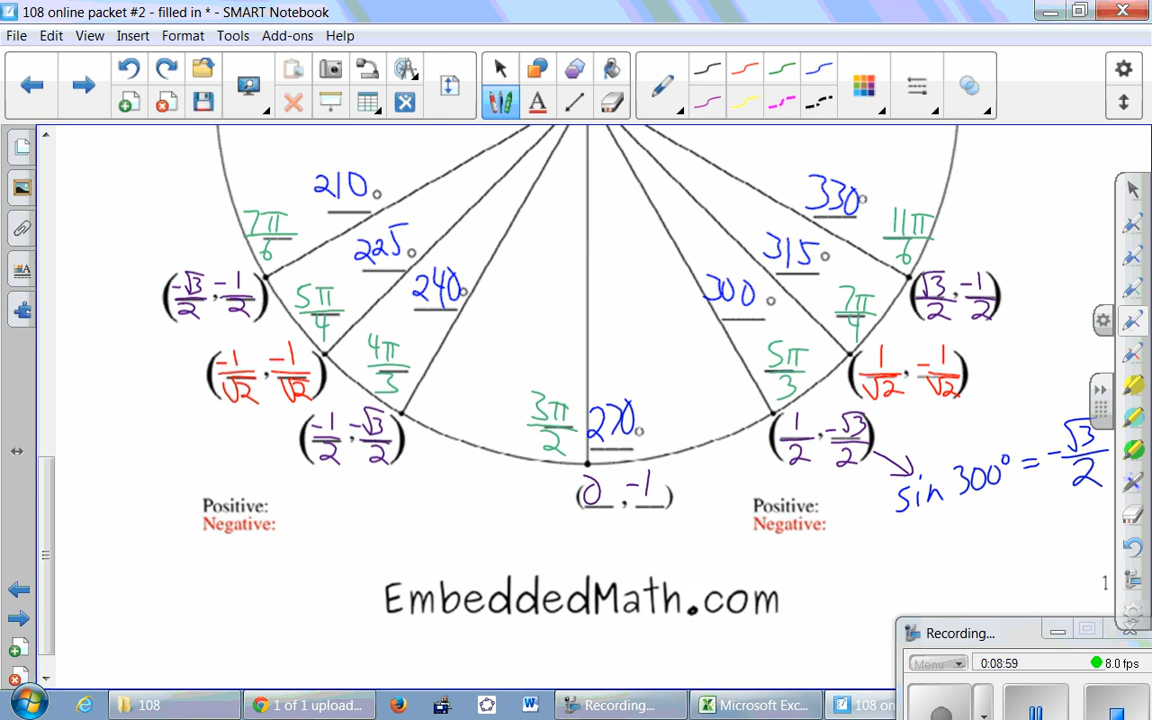 108 online packet #2 - filled in * - SMART Notebook
File Edit View Insert Format Tools Add-ons Help
210°
330°
7π/6
11π/6
225°
315°
240°
300°
(-√3/2, -1/2)
(√3/2, -1/2)
5π/4
7π/4
4π/3
5π/3
(-1/√2, -1/√2)
(1/√2, -1/√2)
3π/2
270°
(-1/2, -√3/2)
(1/2, -√3/2)
sin 300° = -√3/2
(0, -1)
Positive:
Negative:
Positive:
Negative:
EmbeddedMath.com
1
Recording...
Menu
0:08:59
8.0 fps
108
1 of 1 upload...
Recording...
Microsoft Exc...
108 on